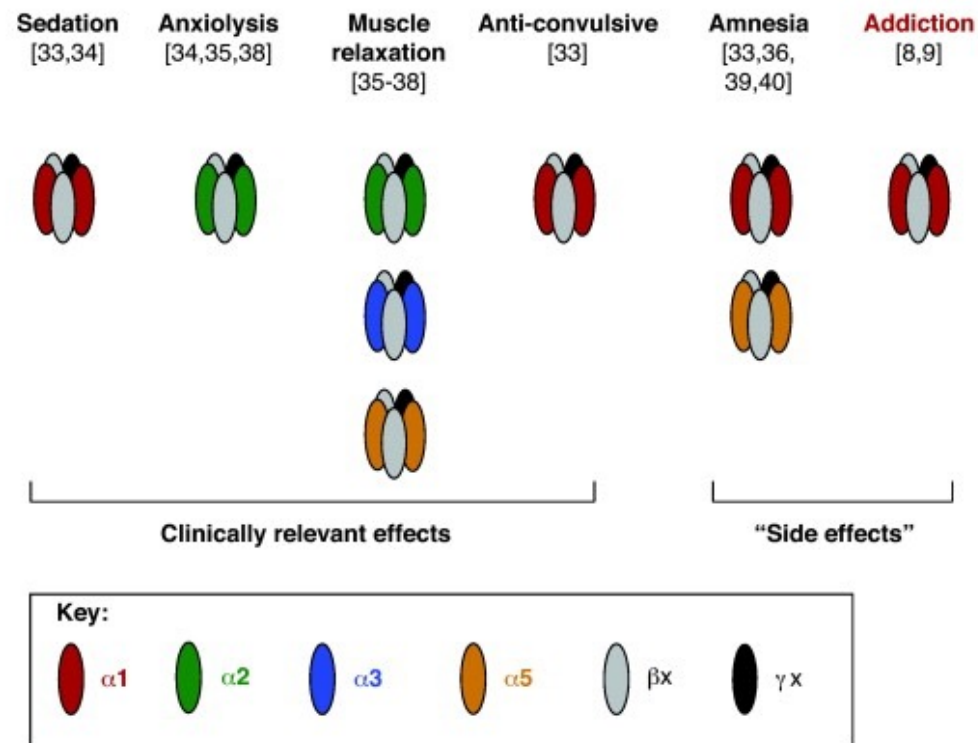 Sedation
[33,34]
Anxiolysis
[34,35,38]
Muscle
relaxation
[35-38]
Anti-convulsive
[33]
Amnesia
[33,36,
39,40]
Addiction
[8,9]
Clinically relevant effects
“Side effects”
Key:
α1
α2
α3
α5
βx
γx